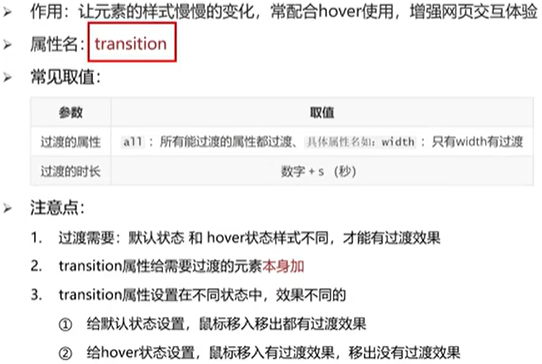 作用：让元素的样式慢慢的变化，常配合hover使用，增强网页交互体验
属性名：transition
常见取值：
参数 取值
过渡的属性 all：所有能过渡的属性都过渡、具体属性名如：width：只有width有过渡
过渡的时长 数字 + s （秒）
注意点：
1. 过渡需要：默认状态 和 hover状态样式不同，才能有过渡效果
2. transition属性给需要过渡的元素本身加
3. transition属性设置在不同状态中，效果不同的
① 给默认状态设置，鼠标移入移出都有过渡效果
② 给hover状态设置，鼠标移入有过渡效果，移出没有过渡效果